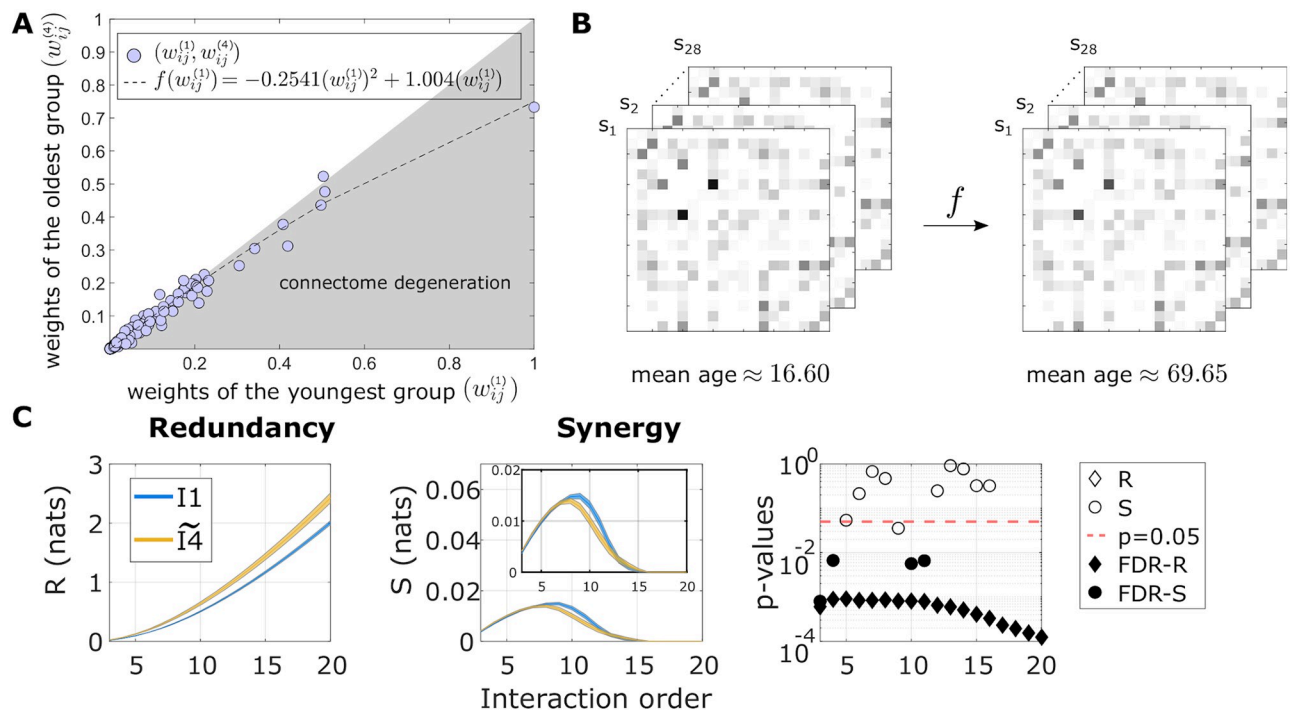 A
weights of the oldest group (w_ij^(4))
1
0.9
0.8
0.7
0.6
0.5
0.4
0.3
0.2
0.1
(w_ij^(1), w_ij^(4))
f(w_ij^(1)) = −0.2541(w_ij^(1))^2 + 1.004(w_ij^(1))
connectome degeneration
0.2 0.4 0.6 0.8 1
weights of the youngest group (w_ij^(1))
B
s28
s2
s1
mean age ≈ 16.60
f
s28
s2
s1
mean age ≈ 69.65
C
Redundancy
R (nats)
3
2
1
0
I1
Ĩ4
5 10 15 20
Synergy
S (nats)
0.06
0.04
0.02
0
0.02
0.01
0
5 10 15 20
5 10 15 20
Interaction order
p-values
10^0
10^-2
10^-4
5 10 15 20
R
S
p=0.05
FDR-R
FDR-S